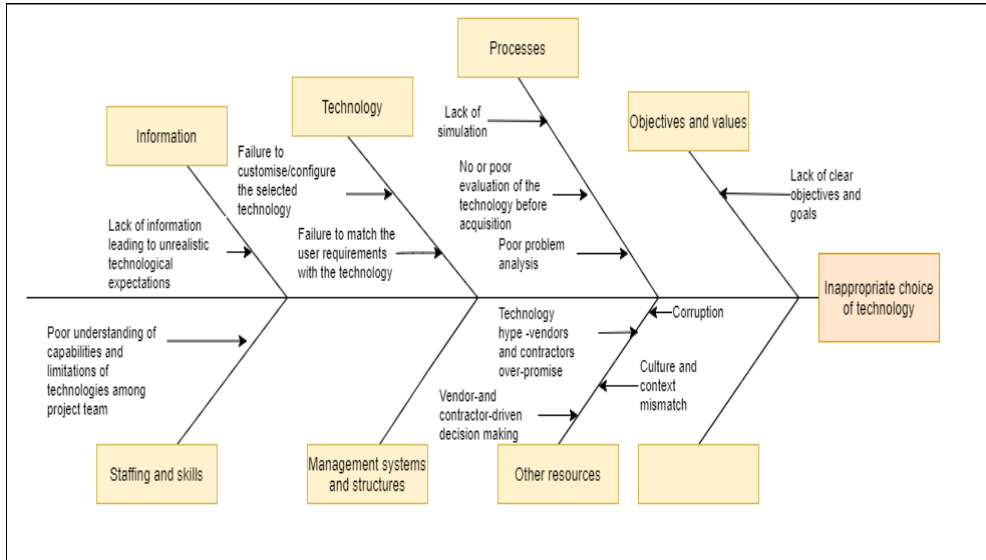 Processes
Technology
Information
Objectives and values
Lack of
simulation
Failure to
customise/configure
the selected
technology
No or poor
evaluation of the
technology before
acquisition
Lack of clear
objectives and
goals
Lack of information
leading to unrealistic
technological
expectations
Failure to match the
user requirements
with the technology
Poor problem
analysis
Inappropriate choice
of technology
Poor understanding of
capabilities and
limitations of
technologies among
project team
Technology
hype -vendors
and contractors
over-promise
Corruption
Culture and
context
mismatch
Vendor-and
contractor-driven
decision making
Staffing and skills
Management systems
and structures
Other resources